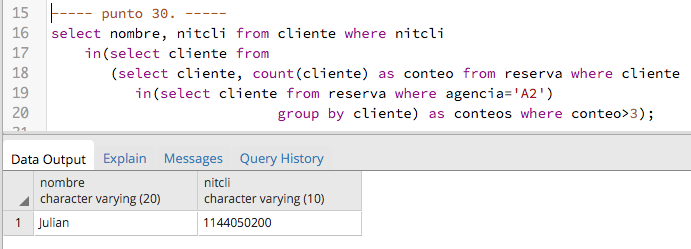 15 ----- punto 30. -----
16 select nombre, nitcli from cliente where nitcli
17 in(select cliente from
18 (select cliente, count(cliente) as conteo from reserva where cliente
19 in(select cliente from reserva where agencia='A2')
20 group by cliente) as conteos where conteo>3);
21
Data Output Explain Messages Query History
nombre nitcli
character varying (20) character varying (10)
1 Julian 1144050200